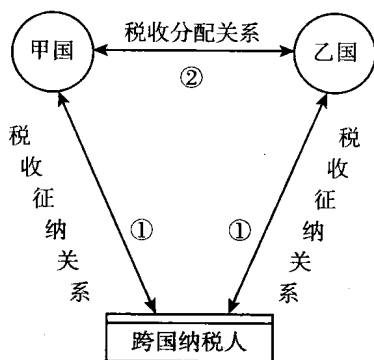 税收分配关系
甲国
乙国
②
税收征纳关系
税收征纳关系
①
①
跨国纳税人